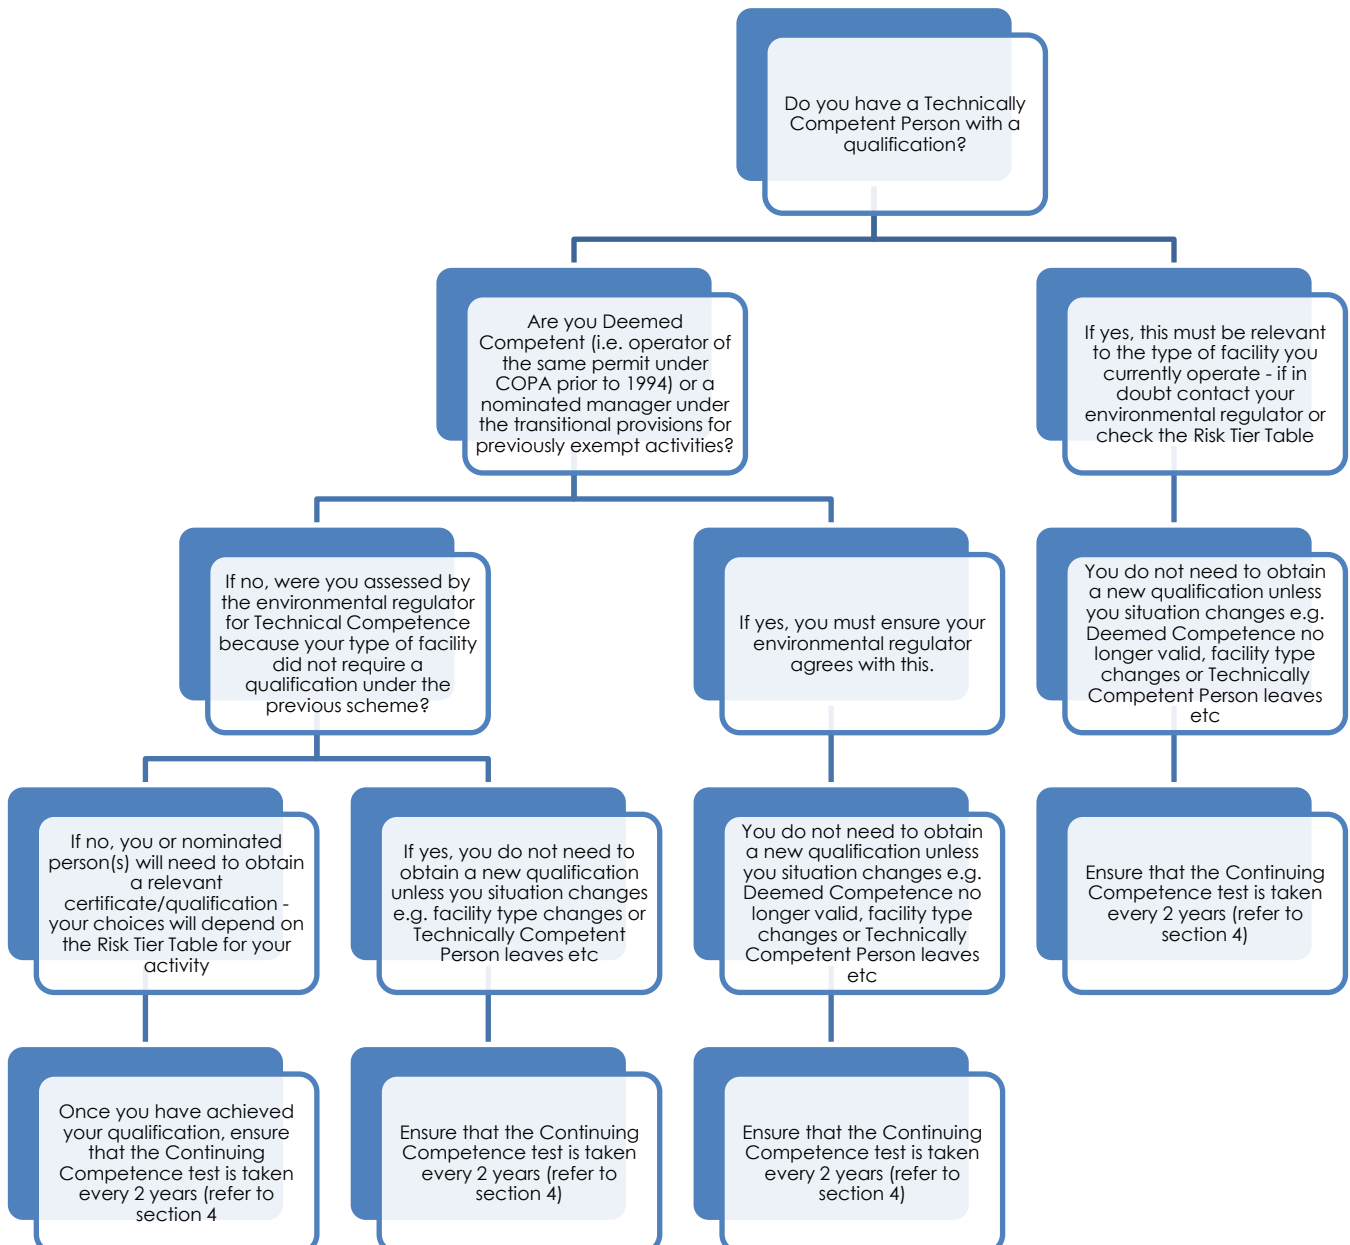 Do you have a Technically
Competent Person with a
qualification?
Are you Deemed
Competent (i.e. operator of
the same permit under
COPA prior to 1994) or a
nominated manager under
the transitional provisions for
previously exempt activities?
If yes, this must be relevant
to the type of facility you
currently operate - if in
doubt contact your
environmental regulator or
check the Risk Tier Table
If no, were you assessed by
the environmental regulator
for Technical Competence
because your type of facility
did not require a
qualification under the
previous scheme?
If yes, you must ensure your
environmental regulator
agrees with this.
You do not need to obtain
a new qualification unless
you situation changes e.g.
Deemed Competence no
longer valid, facility type
changes or Technically
Competent Person leaves
etc
If no, you or nominated
person(s) will need to obtain
a relevant
certificate/qualification -
your choices will depend on
the Risk Tier Table for your
activity
If yes, you do not need to
obtain a new qualification
unless you situation changes
e.g. facility type changes or
Technically Competent
Person leaves etc
You do not need to obtain
a new qualification unless
you situation changes e.g.
Deemed Competence no
longer valid, facility type
changes or Technically
Competent Person leaves
etc
Ensure that the Continuing
Competence test is taken
every 2 years (refer to
section 4)
Once you have achieved
your qualification, ensure
that the Continuing
Competence test is taken
every 2 years (refer to
section 4
Ensure that the Continuing
Competence test is taken
every 2 years (refer to
section 4)
Ensure that the Continuing
Competence test is taken
every 2 years (refer to
section 4)